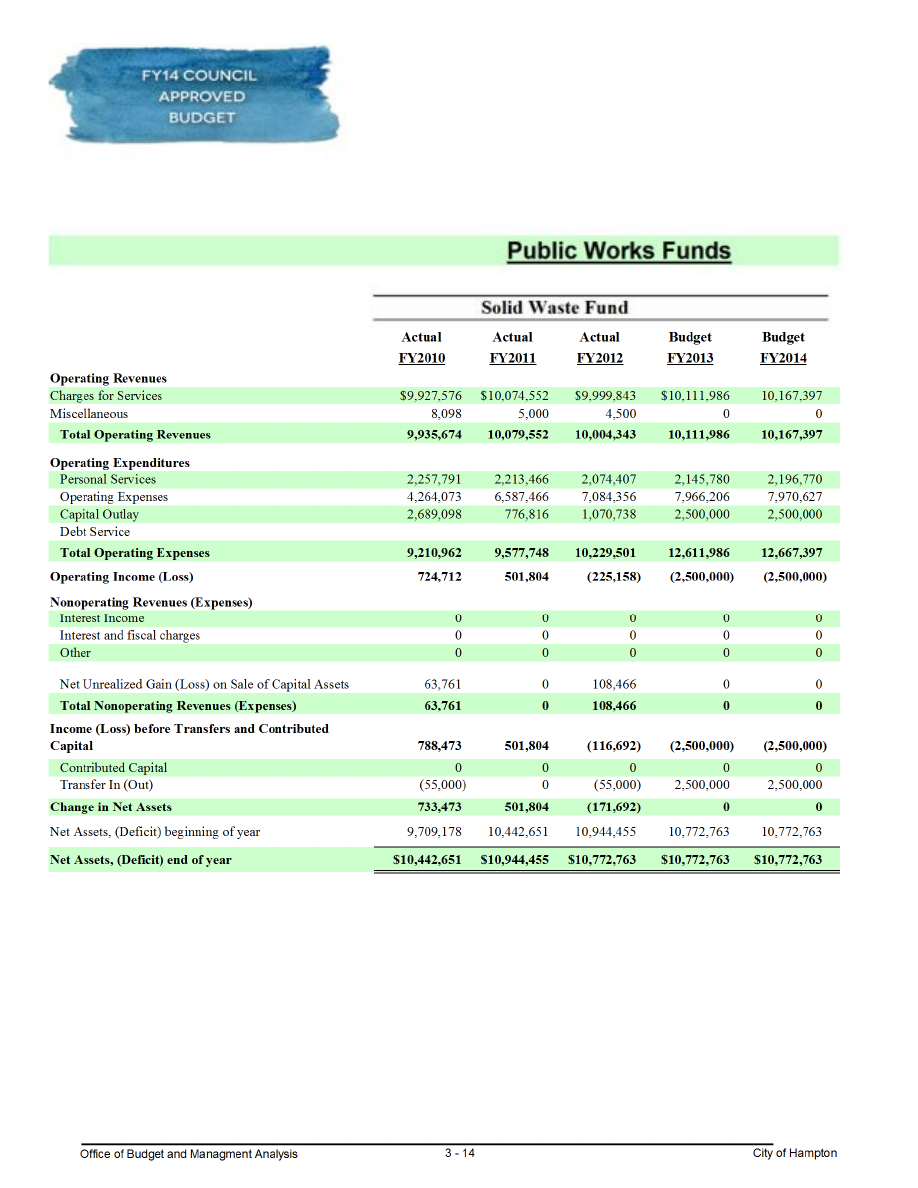 FY14 COUNCIL
APPROVED
BUDGET
Public Works Funds
Solid Waste Fund
Actual Actual Actual Budget Budget
FY2010 FY2011 FY2012 FY2013 FY2014
Operating Revenues
Charges for Services $9,927,576 $10,074,552 $9,999,843 $10,111,986 10,167,397
Miscellaneous 8,098 5,000 4,500 0 0
Total Operating Revenues 9,935,674 10,079,552 10,004,343 10,111,986 10,167,397
Operating Expenditures
Personal Services 2,257,791 2,213,466 2,074,407 2,145,780 2,196,770
Operating Expenses 4,264,073 6,587,466 7,084,356 7,966,206 7,970,627
Capital Outlay 2,689,098 776,816 1,070,738 2,500,000 2,500,000
Debt Service
Total Operating Expenses 9,210,962 9,577,748 10,229,501 12,611,986 12,667,397
Operating Income (Loss) 724,712 501,804 (225,158) (2,500,000) (2,500,000)
Nonoperating Revenues (Expenses)
Interest Income 0 0 0 0 0
Interest and fiscal charges 0 0 0 0 0
Other 0 0 0 0 0
Net Unrealized Gain (Loss) on Sale of Capital Assets 63,761 0 108,466 0 0
Total Nonoperating Revenues (Expenses) 63,761 0 108,466 0 0
Income (Loss) before Transfers and Contributed
Capital 788,473 501,804 (116,692) (2,500,000) (2,500,000)
Contributed Capital 0 0 0 0 0
Transfer In (Out) (55,000) 0 (55,000) 2,500,000 2,500,000
Change in Net Assets 733,473 501,804 (171,692) 0 0
Net Assets, (Deficit) beginning of year 9,709,178 10,442,651 10,944,455 10,772,763 10,772,763
Net Assets, (Deficit) end of year $10,442,651 $10,944,455 $10,772,763 $10,772,763 $10,772,763
Office of Budget and Managment Analysis 3 - 14 City of Hampton